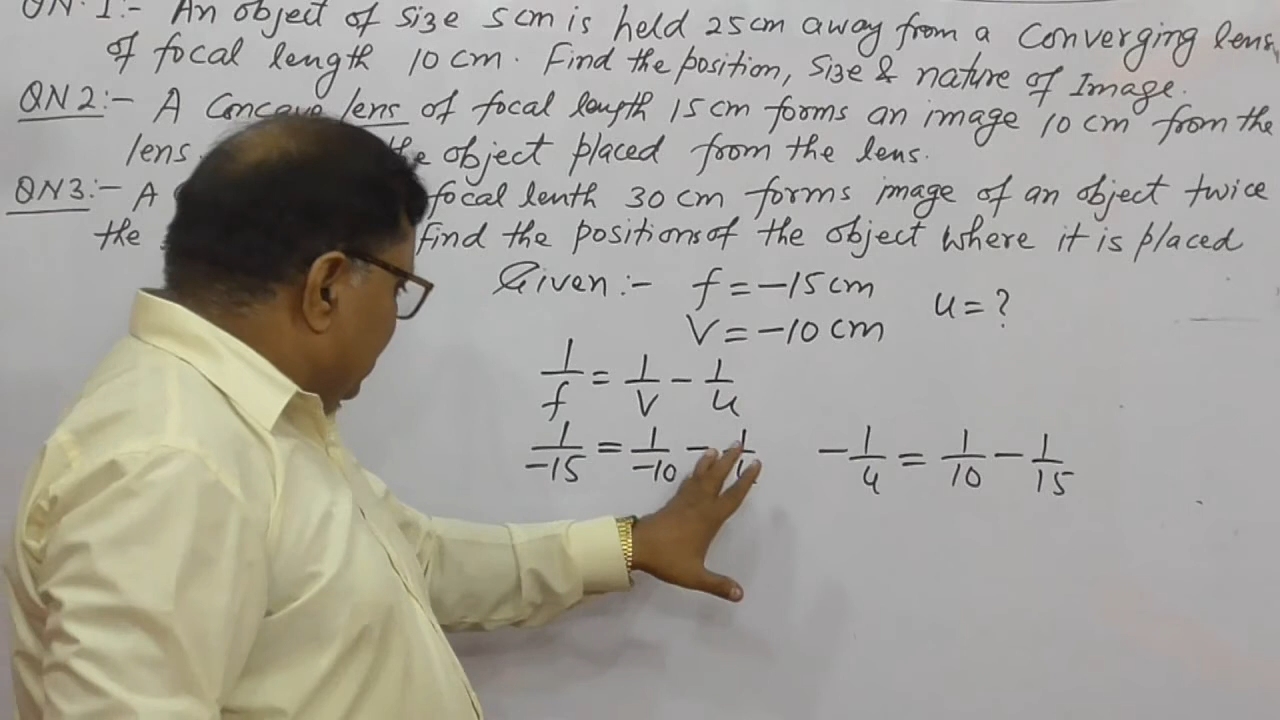 QN. 1:- An object of size 5cm is held 25cm away from a Converging lens,
of focal length 10 cm. Find the position, Size & nature of Image.
QN 2:- A Concave lens of focal length 15 cm forms an image 10 cm from the
lens. the object placed from the lens.
QN3:- A focal lenth 30 cm forms image of an object twice
the find the positions of the object where it is placed
Given:- f = -15 cm u = ?
V = -10 cm
1/f = 1/V - 1/u
1/-15 = 1/-10 - 1/u -1/u = 1/10 - 1/15